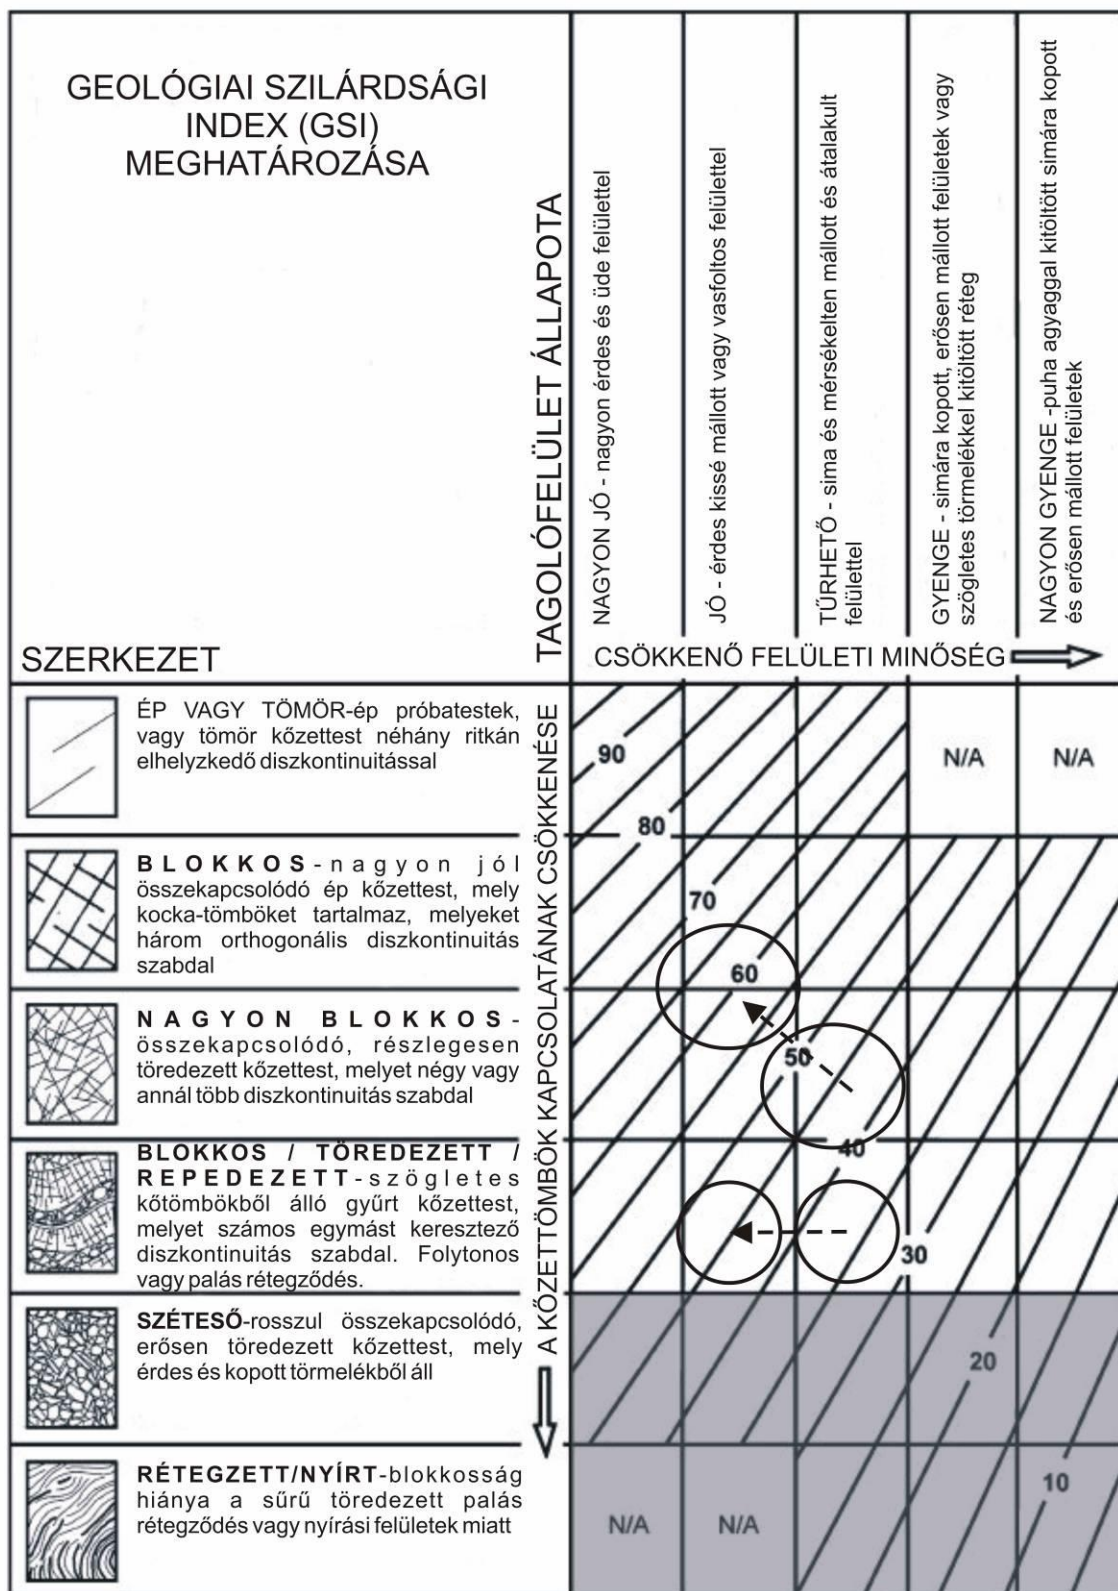 GEOLÓGIAI SZILÁRDSÁGI
INDEX (GSI)
MEGHATÁROZÁSA
SZERKEZET
TAGOLÓFELÜLET ÁLLAPOTA
NAGYON JÓ - nagyon érdes és üde felülettel
JÓ - érdes kissé mállott vagy vasfoltos felülettel
TŰRHETŐ - sima és mérsékelten mállott és átalakult
felülettel
GYENGE - simára kopott, erősen mállott felületek vagy
szögletes törmelékkel kitöltött réteg
NAGYON GYENGE -puha agyaggal kitöltött simára kopott
és erősen mállott felületek
CSÖKKENŐ FELÜLETI MINŐSÉG
A KŐZETTÖMBÖK KAPCSOLATÁNAK CSÖKKENÉSE
ÉP VAGY TÖMÖR-ép próbatestek,
vagy tömör kőzettest néhány ritkán
elhelyzkedő diszkontinuitással
90
80
N/A
N/A
BLOKKOS-nagyon jól
összekapcsolódó ép kőzettest, mely
kocka-tömböket tartalmaz, melyeket
három orthogonális diszkontinuitás
szabdal
70
60
NAGYON BLOKKOS-
összekapcsolódó, részlegesen
töredezett kőzettest, melyet négy vagy
annál több diszkontinuitás szabdal
50
BLOKKOS / TÖREDEZETT /
REPEDEZETT-szögletes
kőtömbökből álló gyűrt kőzettest,
melyet számos egymást keresztező
diszkontinuitás szabdal. Folytonos
vagy palás rétegződés.
40
30
SZÉTESŐ-rosszul összekapcsolódó,
erősen töredezett kőzettest, mely
érdes és kopott törmelékből áll
20
RÉTEGZETT/NYÍRT-blokkosság
hiánya a sűrű töredezett palás
rétegződés vagy nyírási felületek miatt
N/A
N/A
10